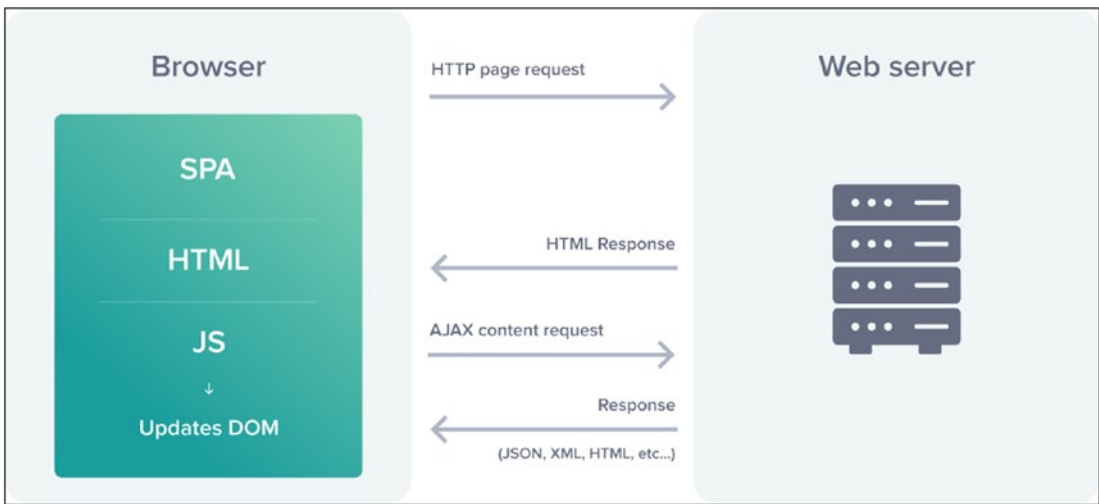 Browser
SPA
HTML
JS
↓
Updates DOM
HTTP page request
HTML Response
AJAX content request
Response
(JSON, XML, HTML, etc...)
Web server